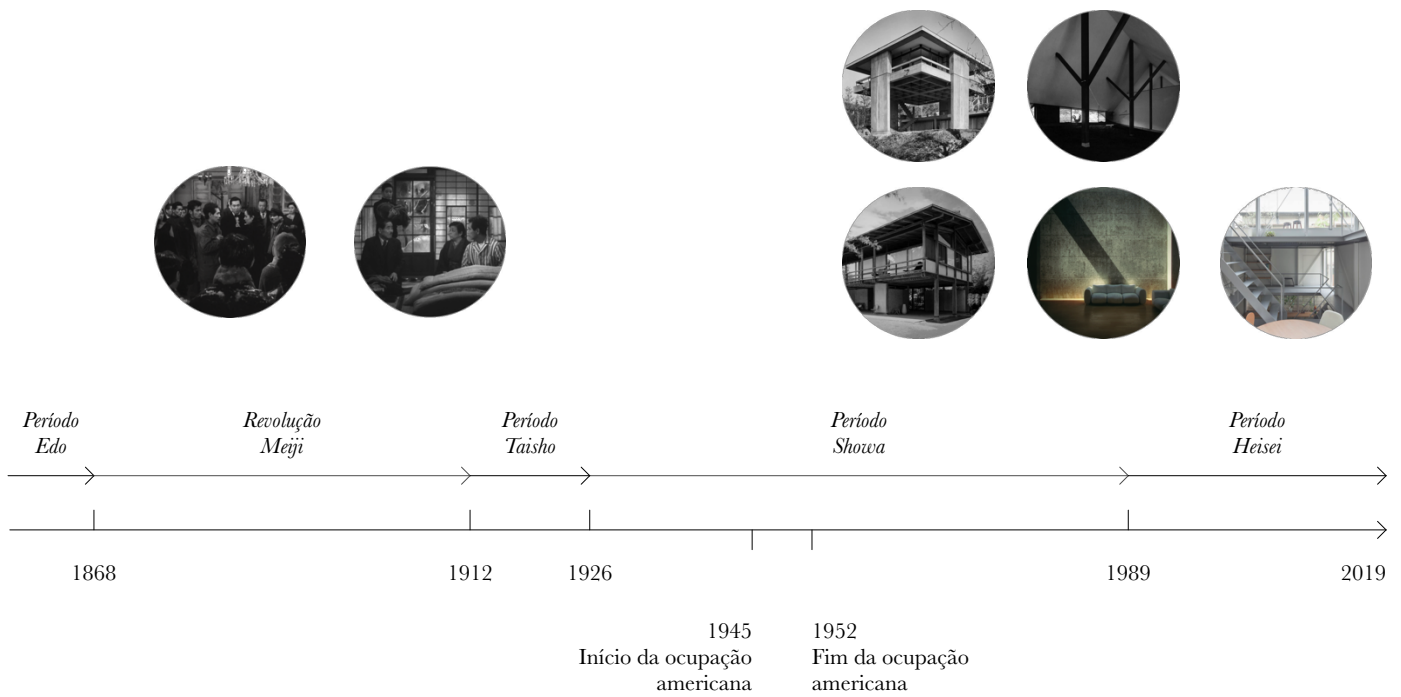 Período
Edo
Revolução
Meiji
Período
Taisho
Período
Showa
Período
Heisei
1868
1912
1926
1989
2019
1945
Início da ocupação
americana
1952
Fim da ocupação
americana